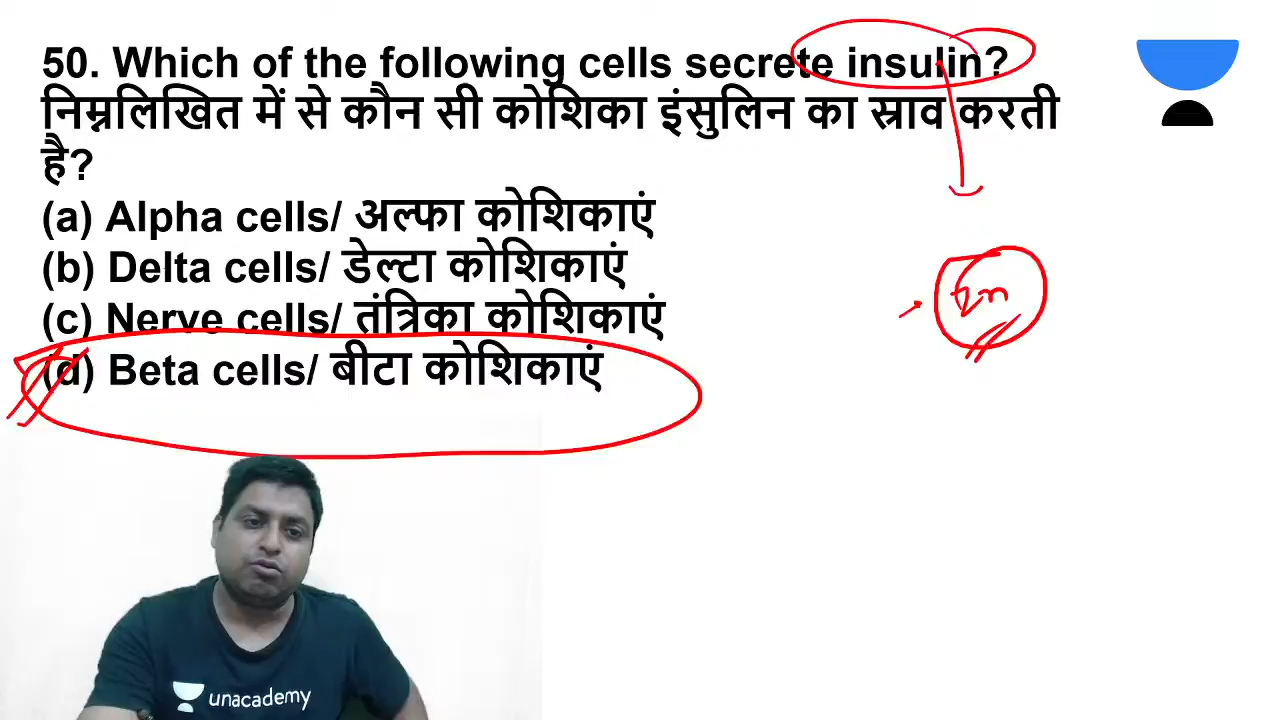 50. Which of the following cells secrete insulin?
निम्नलिखित में से कौन सी कोशिका इंसुलिन का स्राव करती
है?
(a) Alpha cells/ अल्फा कोशिकाएं
(b) Delta cells/ डेल्टा कोशिकाएं
(c) Nerve cells/ तंत्रिका कोशिकाएं
(d) Beta cells/ बीटा कोशिकाएं
Zn
unacademy